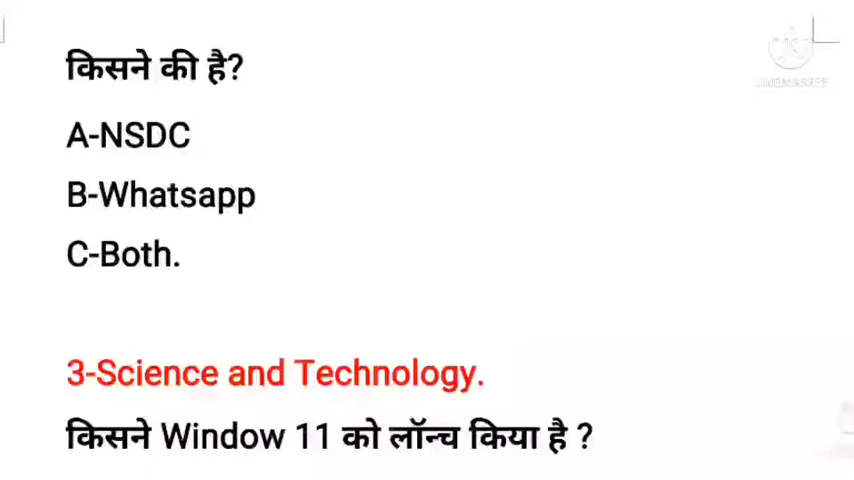 किसने की है?
A-NSDC
B-Whatsapp
C-Both.
3-Science and Technology.
किसने Window 11 को लॉन्च किया है ?